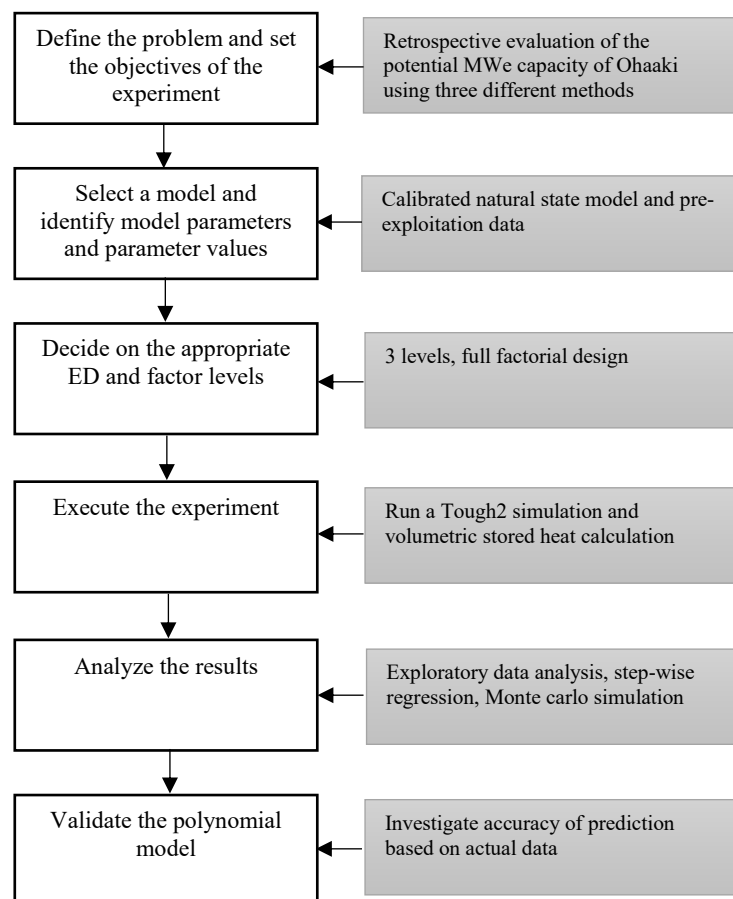 Define the problem and set
the objectives of the
experiment
Retrospective evaluation of the
potential MWe capacity of Ohaaki
using three different methods
Select a model and
identify model parameters
and parameter values
Calibrated natural state model and pre-
exploitation data
Decide on the appropriate
ED and factor levels
3 levels, full factorial design
Execute the experiment
Run a Tough2 simulation and
volumetric stored heat calculation
Analyze the results
Exploratory data analysis, step-wise
regression, Monte carlo simulation
Validate the polynomial
model
Investigate accuracy of prediction
based on actual data